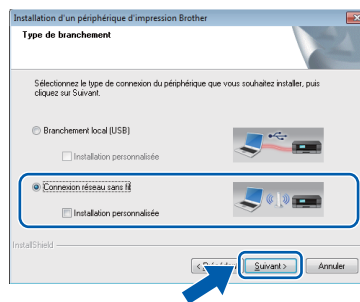 Installation d'un périphérique d'impression Brother
Type de branchement
Sélectionnez le type de connexion du périphérique que vous souhaitez installer, puis
cliquez sur Suivant.
Branchement local (USB)
Installation personnalisée
Connexion réseau sans fil
Installation personnalisée
InstallShield
Suivant >
Annuler